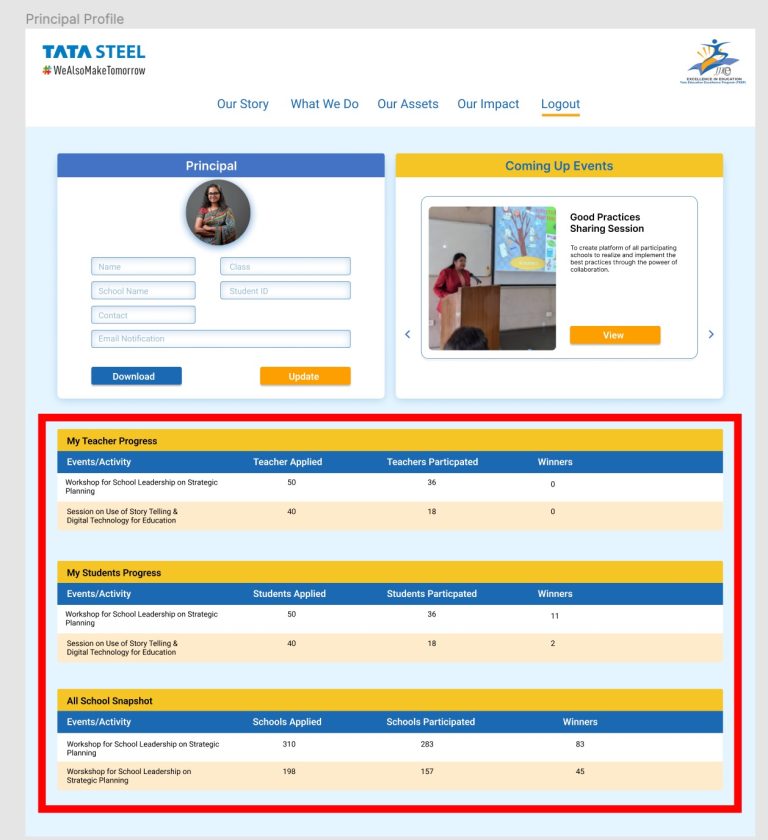 Principal Profile
TATA STEEL
#WeAlsoMakeTomorrow
EXCELLENCE IN EDUCATION
Our Story What We Do Our Assets Our Impact Logout
Principal
Name Class
School Name Student ID
Contact
Email Notification
Download Update
Coming Up Events
Good Practices
Sharing Session
To create platform of all participating
schools to realize and implement the
best practices through the poweer of
collaboration.
View
My Teacher Progress
Events/Activity Teacher Applied Teachers Particpated Winners
Workshop for School Leadership on Strategic
Planning 50 36 0
Session on Use of Story Telling &
Digital Technology for Education 40 18 0
My Students Progress
Events/Activity Students Applied Students Particpated Winners
Workshop for School Leadership on Strategic
Planning 50 36 11
Session on Use of Story Telling &
Digital Technology for Education 40 18 2
All School Snapshot
Events/Activity Schools Applied Schools Participated Winners
Workshop for School Leadership on Strategic
Planning 310 283 83
Worskshop for School Leadership on
Strategic Planning 198 157 45